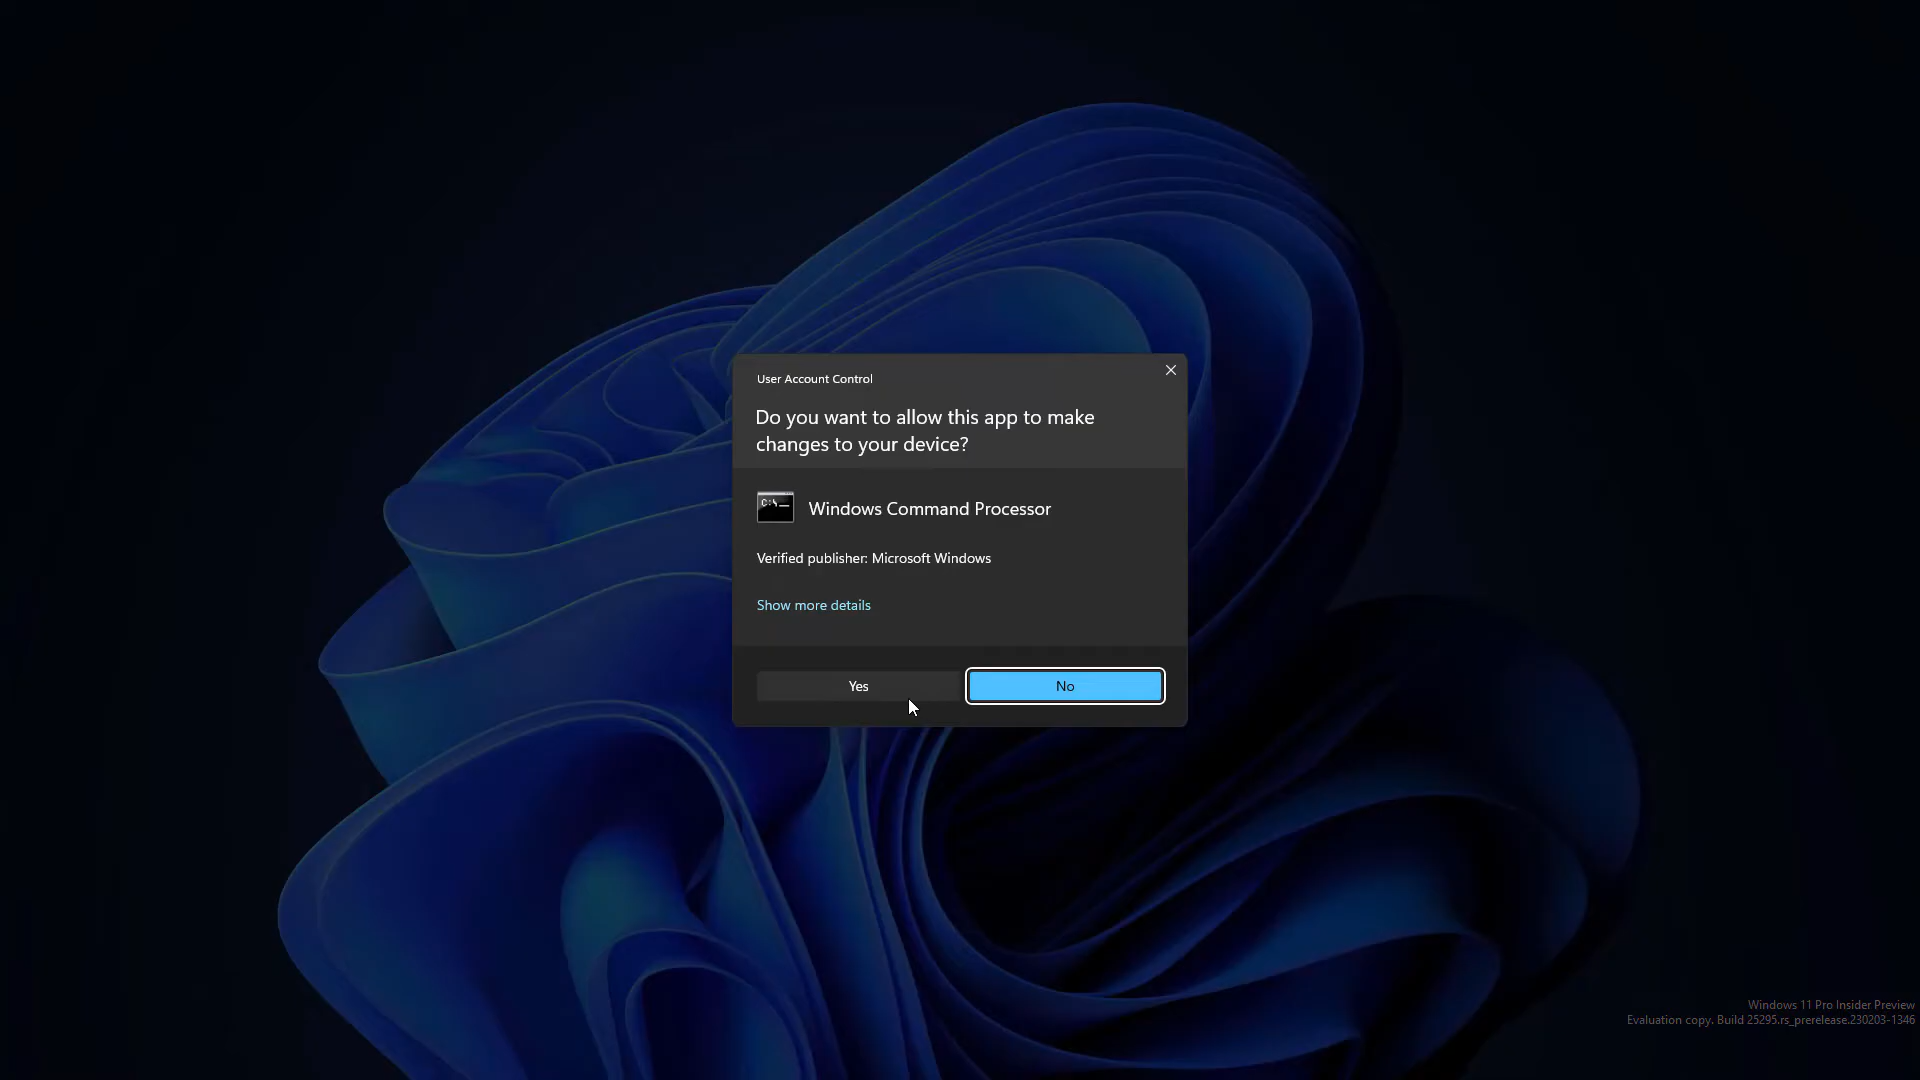 User Account Control
Do you want to allow this app to make
changes to your device?
C:\
Windows Command Processor
Verified publisher: Microsoft Windows
Show more details
Yes
No
Windows 11 Pro Insider Preview
Evaluation copy. Build 25295.rs_prerelease.230203-1346